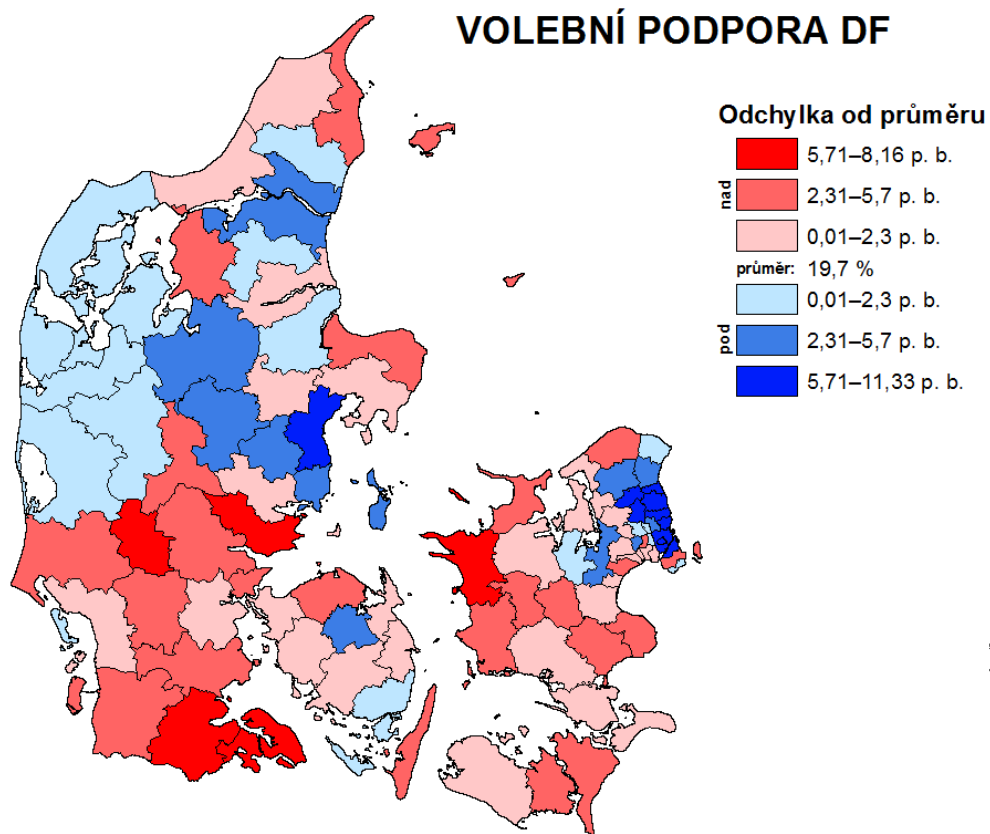 VOLEBNÍ PODPORA DF
Odchylka od průměru
nad
5,71–8,16 p. b.
2,31–5,7 p. b.
0,01–2,3 p. b.
průměr: 19,7 %
pod
0,01–2,3 p. b.
2,31–5,7 p. b.
5,71–11,33 p. b.